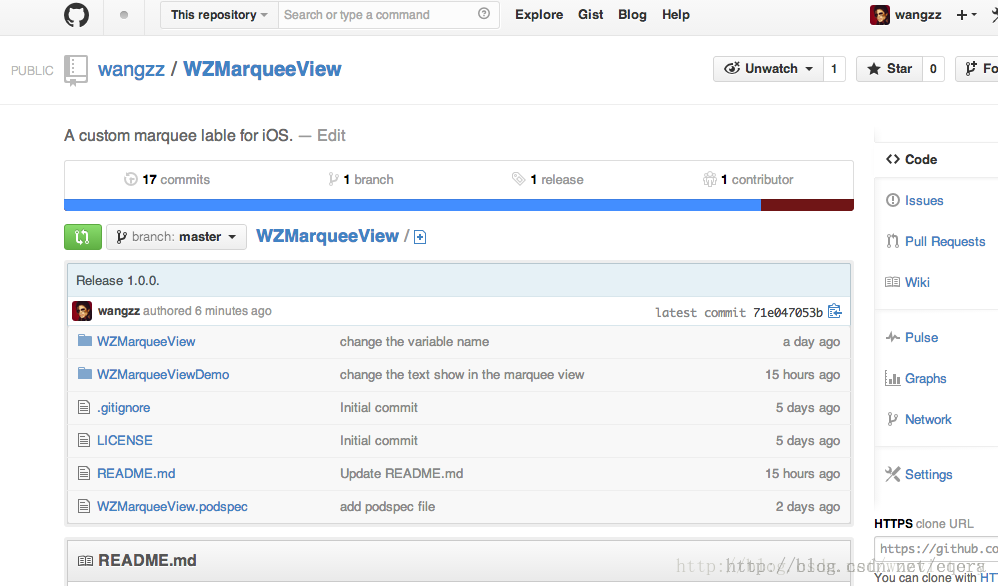 This repository Search or type a command Explore Gist Blog Help wangzz
PUBLIC wangzz / WZMarqueeView Unwatch 1 Star 0 Fo
A custom marquee lable for iOS. — Edit
17 commits 1 branch 1 release 1 contributor
branch: master WZMarqueeView /
Release 1.0.0.
wangzz authored 6 minutes ago latest commit 71e047053b
WZMarqueeView change the variable name a day ago
WZMarqueeViewDemo change the text show in the marquee view 15 hours ago
.gitignore Initial commit 5 days ago
LICENSE Initial commit 5 days ago
README.md Update README.md 15 hours ago
WZMarqueeView.podspec add podspec file 2 days ago
README.md
Code
Issues
Pull Requests
Wiki
Pulse
Graphs
Network
Settings
HTTPS clone URL
https://github.co
You can clone with HT
http://blog.csdn.net/eqera